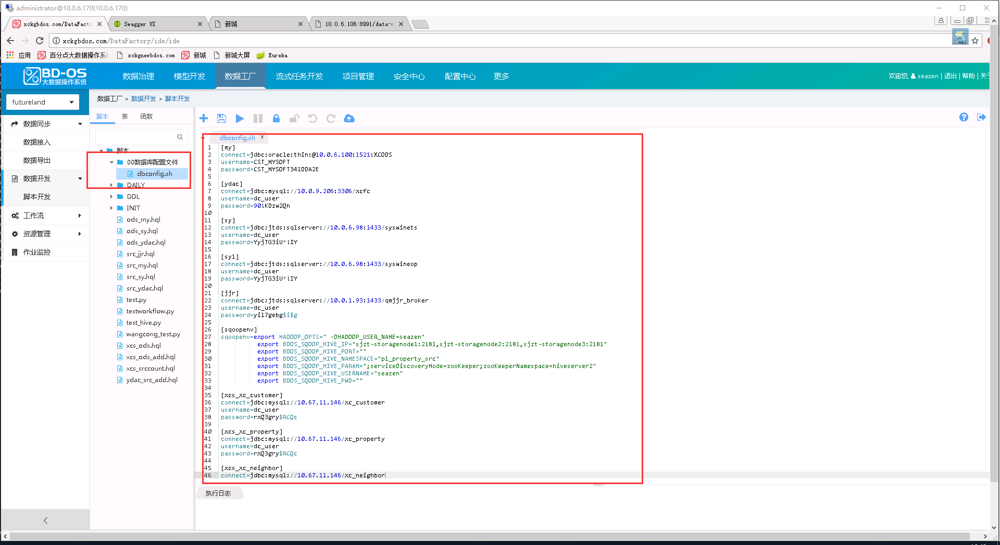 administrator@10.0.6.170(10.0.6.170)
xckgbdos.com/DataFacto
Swagger UI
新城
10.0.6.106:8991/data-m
xckgbdos.com/DataFactory/ide/ide
应用
百分点大数据操作系统
xckgnewbdos.com
新城
新城大屏
Eureka
BD-OS
大数据操作系统
数据治理
模型开发
数据工厂
流式任务开发
项目管理
安全中心
配置中心
更多
欢迎您, seazen | 退出 | 帮助 | 关于
futureland
数据工厂 > 数据开发 > 脚本开发
数据同步
数据接入
数据导出
数据开发
脚本开发
工作流
资源管理
作业监控
脚本
表
函数
脚本
00数据库配置文件
dbconfig.sh
DAILY
DDL
INIT
ods_my.hql
ods_sy.hql
ods_ydac.hql
src_jjr.hql
src_my.hql
src_sy.hql
src_ydac.hql
test.py
testworkflow.py
test_hive.py
wangcong_test.py
xcs_ods.hql
xcs_ods_add.hql
xcs_srccount.hql
ydac_src_add.hql
dbconfig.sh ×
1 [my]
2 connect=jdbc:oracle:thin:@10.0.6.100:1521:XCODS
3 username=CST_MYSOFT
4 password=CST_MYSOFT341DDA2E
5
6 [ydac]
7 connect=jdbc:mysql://10.0.9.206:3306/xcfc
8 username=dc_user
9 password=90!KDzw2Qn
10
11 [sy]
12 connect=jdbc:jtds:sqlserver://10.0.6.98:1433/syswinets
13 username=dc_user
14 password=YyjTG3iU*!IY
15
16 [sy1]
17 connect=jdbc:jtds:sqlserver://10.0.6.98:1433/syswineop
18 username=dc_user
19 password=YyjTG3iU*!IY
20
21 [jjr]
22 connect=jdbc:jtds:sqlserver://10.0.1.93:1433/qmjjr_broker
23 username=dc_user
24 password=yil7gebg$i$g
25
26 [sqoopenv]
27 sqoopenv=export HADOOP_OPTS=" -DHADOOP_USER_NAME=seazen"
28 export BDOS_SQOOP_HIVE_IP="sjzt-storagenode1:2181,sjzt-storagenode2:2181,sjzt-storagenode3:2181"
29 export BDOS_SQOOP_HIVE_PORT=""
30 export BDOS_SQOOP_HIVE_NAMESPACE="p1_property_src"
31 export BDOS_SQOOP_HIVE_PARAM=";serviceDiscoveryMode=zooKeeper;zooKeeperNamespace=hiveserver2"
32 export BDOS_SQOOP_HIVE_USERNAME="seazen"
33 export BDOS_SQOOP_HIVE_PWD=""
34
35 [xcs_xc_customer]
36 connect=jdbc:mysql://10.67.11.146/xc_customer
37 username=dc_user
38 password=rxQ3gry$RCQc
39
40 [xcs_xc_property]
41 connect=jdbc:mysql://10.67.11.146/xc_property
42 username=dc_user
43 password=rxQ3gry$RCQc
44
45 [xcs_xc_neighbor]
46 connect=jdbc:mysql://10.67.11.146/xc_neighbor
执行日志